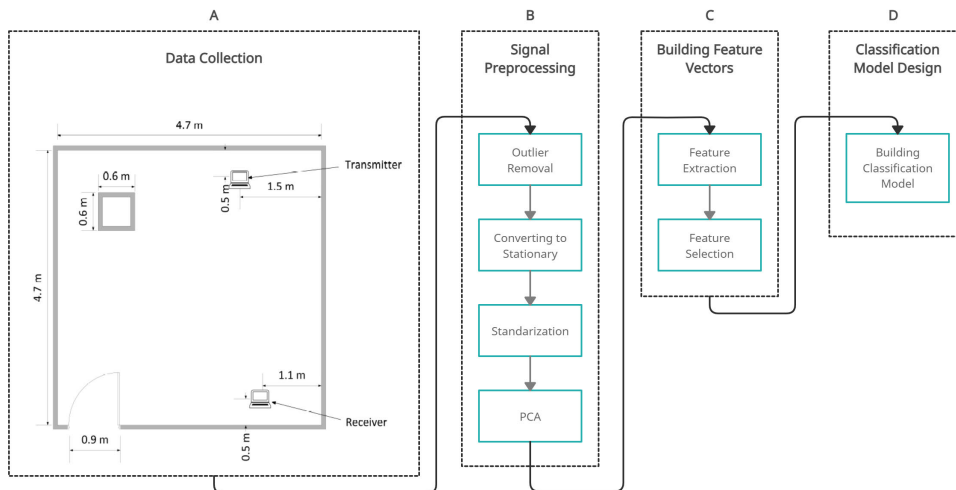 A
B
C
D
Data Collection
4.7 m
0.6 m
0.6 m
4.7 m
Transmitter
0.5 m
1.5 m
1.1 m
Receiver
0.9 m
0.5 m
Signal
Preprocessing
Outlier
Removal
Converting to
Stationary
Standarization
PCA
Building Feature
Vectors
Feature
Extraction
Feature
Selection
Classification
Model Design
Building
Classification
Model